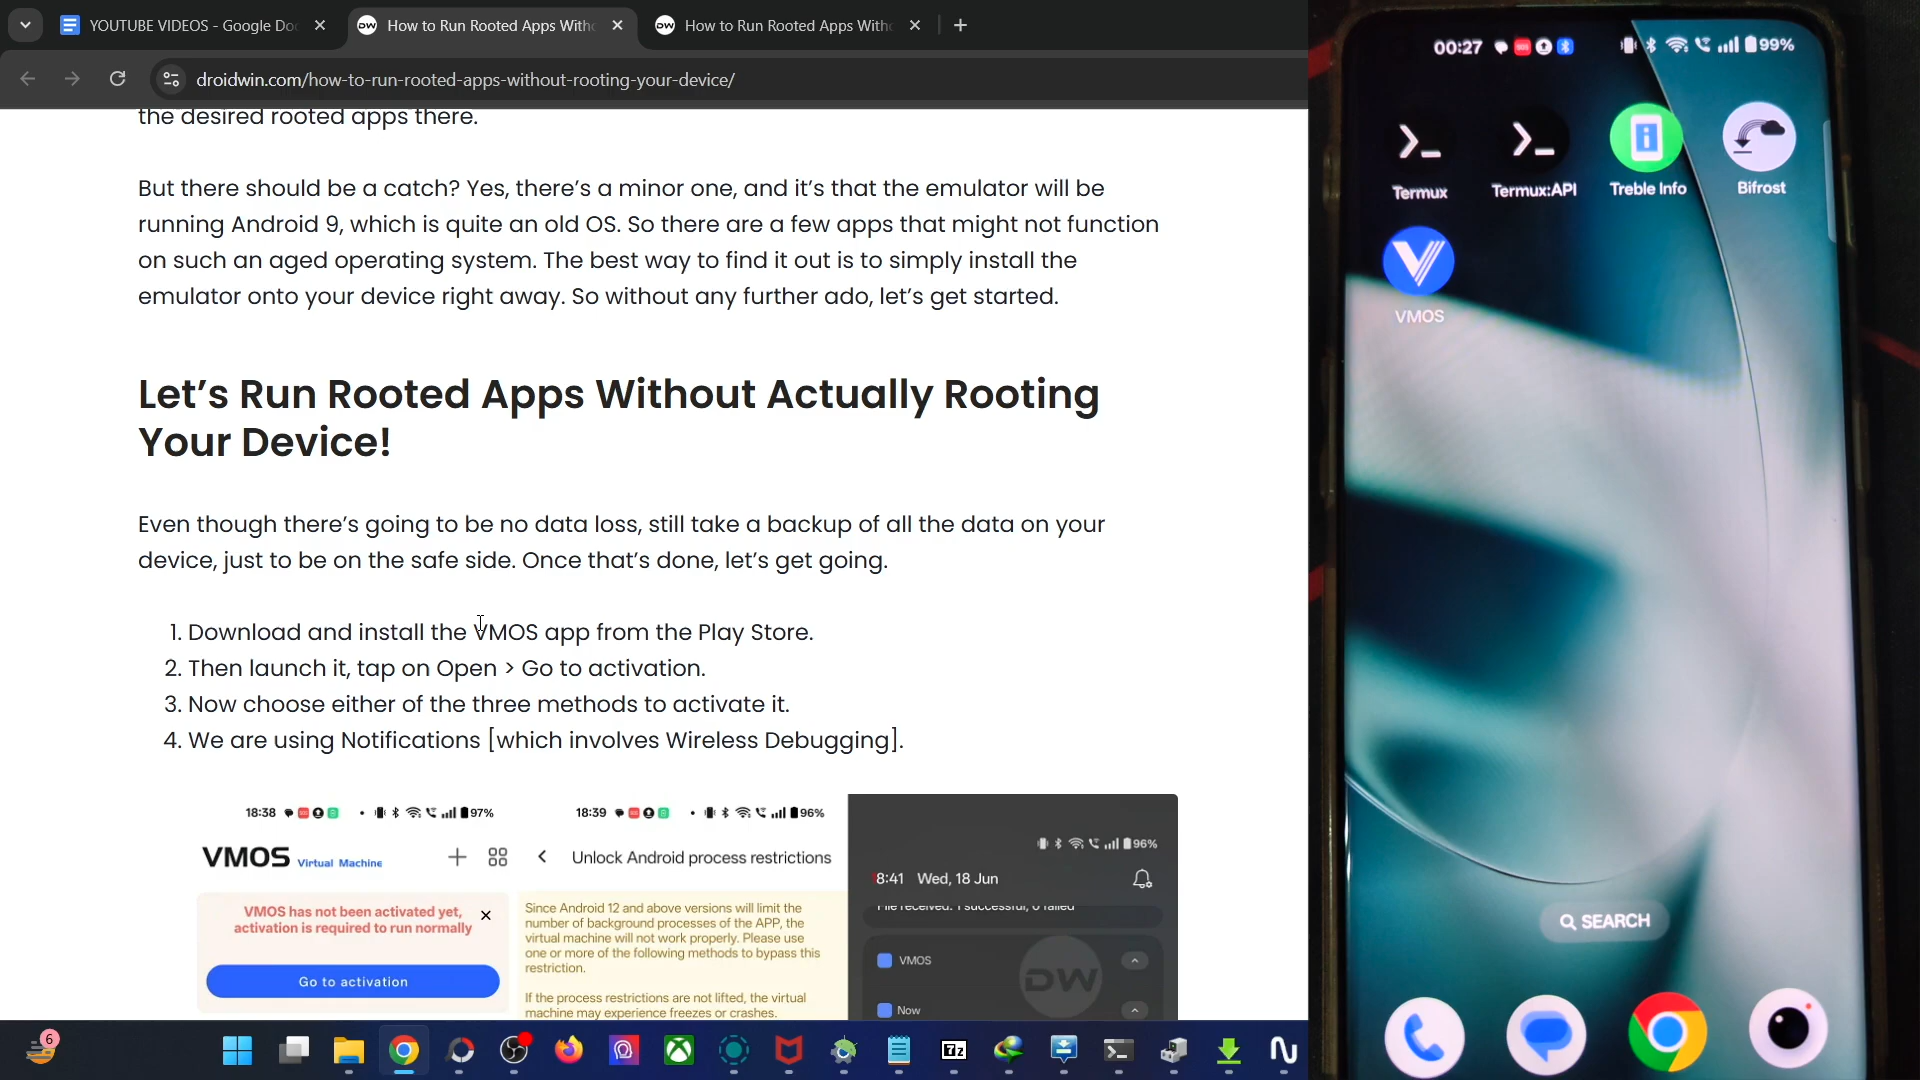 YOUTUBE VIDEOS - Google Do
How to Run Rooted Apps With
How to Run Rooted Apps With
droidwin.com/how-to-run-rooted-apps-without-rooting-your-device/
the desired rooted apps there.
But there should be a catch? Yes, there's a minor one, and it's that the emulator will be
running Android 9, which is quite an old OS. So there are a few apps that might not function
on such an aged operating system. The best way to find it out is to simply install the
emulator onto your device right away. So without any further ado, let's get started.
Let's Run Rooted Apps Without Actually Rooting
Your Device!
Even though there's going to be no data loss, still take a backup of all the data on your
device, just to be on the safe side. Once that's done, let's get going.
1. Download and install the VMOS app from the Play Store.
2. Then launch it, tap on Open > Go to activation.
3. Now choose either of the three methods to activate it.
4. We are using Notifications [which involves Wireless Debugging].
18:38 97%
VMOS Virtual Machine
VMOS has not been activated yet,
activation is required to run normally
Go to activation
18:39 96%
Unlock Android process restrictions
Since Android 12 and above versions will limit the
number of background processes of the APP, the
virtual machine will not work properly. Please use
one or more of the following methods to bypass this
restriction.
If the process restrictions are not lifted, the virtual
machine may experience freezes or crashes.
96%
8:41 Wed, 18 Jun
File received: 1 successful, 0 failed
VMOS
DW
Now
6
7z
00:27 99%
Termux
Termux:API
Treble Info
Bifrost
VMOS
SEARCH